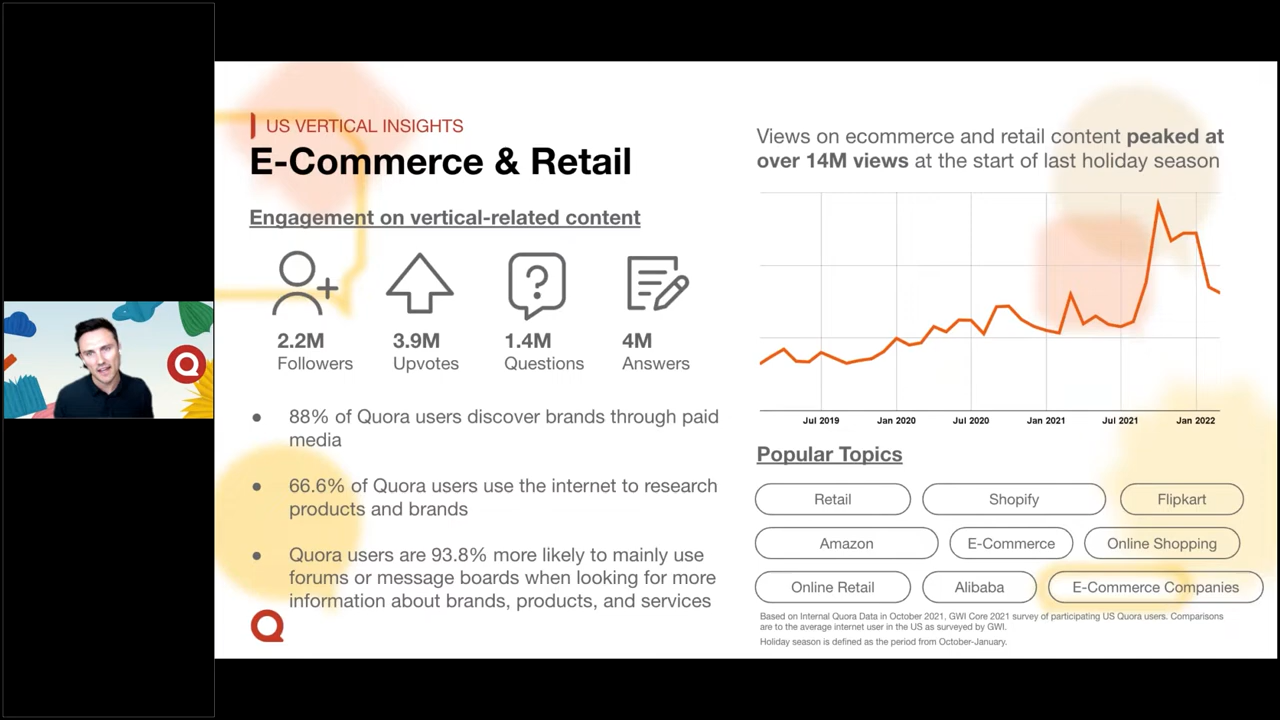 US VERTICAL INSIGHTS
E-Commerce & Retail
Engagement on vertical-related content
2.2M
Followers
3.9M
Upvotes
1.4M
Questions
4M
Answers
• 88% of Quora users discover brands through paid
media
• 66.6% of Quora users use the internet to research
products and brands
• Quora users are 93.8% more likely to mainly use
forums or message boards when looking for more
information about brands, products, and services
Q
Views on ecommerce and retail content peaked at
over 14M views at the start of last holiday season
Jul 2019 Jan 2020 Jul 2020 Jan 2021 Jul 2021 Jan 2022
Popular Topics
Retail Shopify Flipkart
Amazon E-Commerce Online Shopping
Online Retail Alibaba E-Commerce Companies
Based on Internal Quora Data in October 2021, GWI Core 2021 survey of participating US Quora users. Comparisons
are to the average internet user in the US as surveyed by GWI.
Holiday season is defined as the period from October-January.
Q